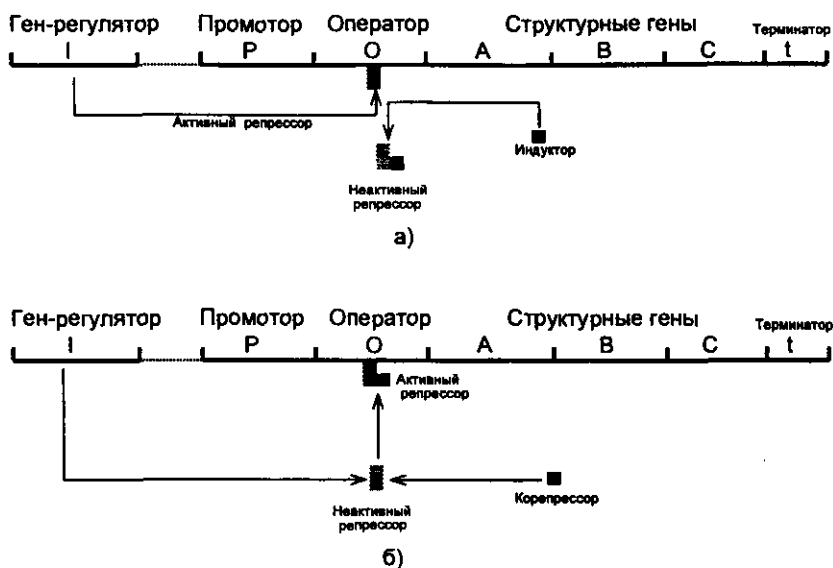 Ген-регулятор Промотор Оператор Структурные гены Терминатор
I P O A B C t
Активный репрессор
Индуктор
Неактивный
репрессор
а)
Ген-регулятор Промотор Оператор Структурные гены Терминатор
I P O A B C t
Активный
репрессор
Корепрессор
Неактивный
репрессор
б)